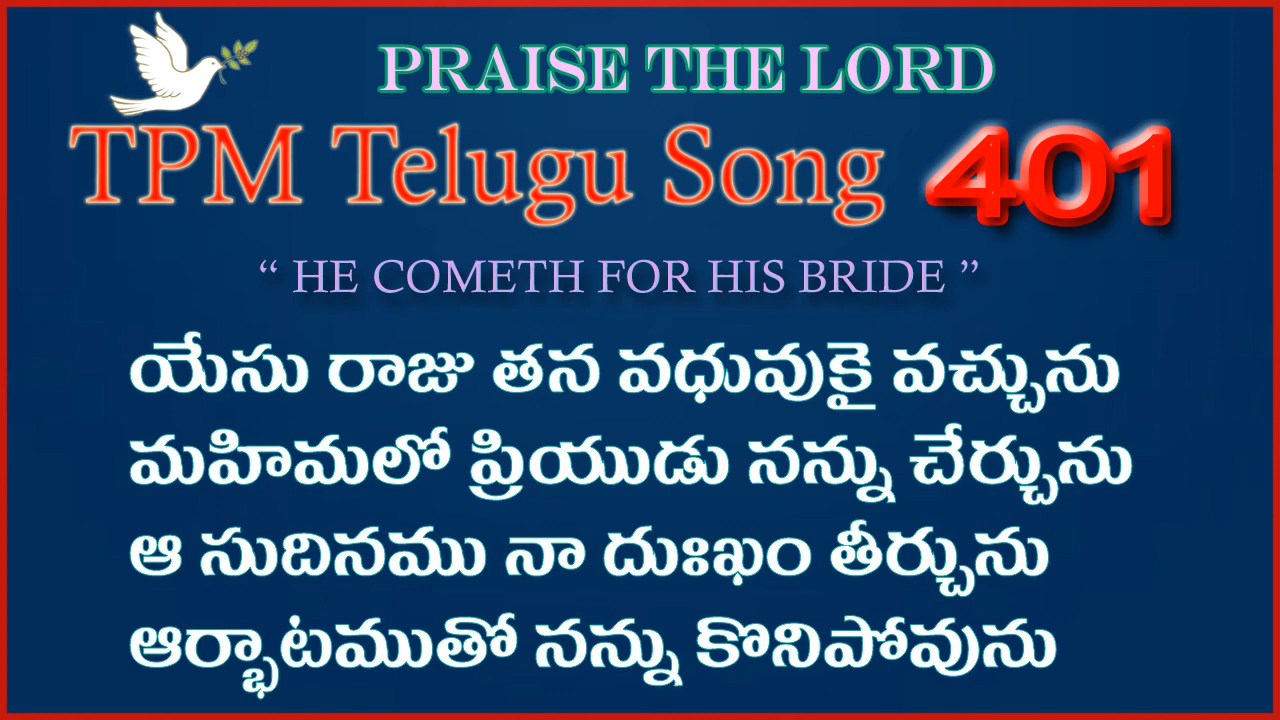 PRAISE THE LORD
TPM Telugu Song 401
“ HE COMETH FOR HIS BRIDE ”
యేసు రాజు తన వధువుకై వచ్చును
మహిమలో ప్రియుడు నన్ను చేర్చును
ఆ సుదినము నా దుఃఖం తీర్చును
ఆర్భాటముతో నన్ను కొనిపోవును